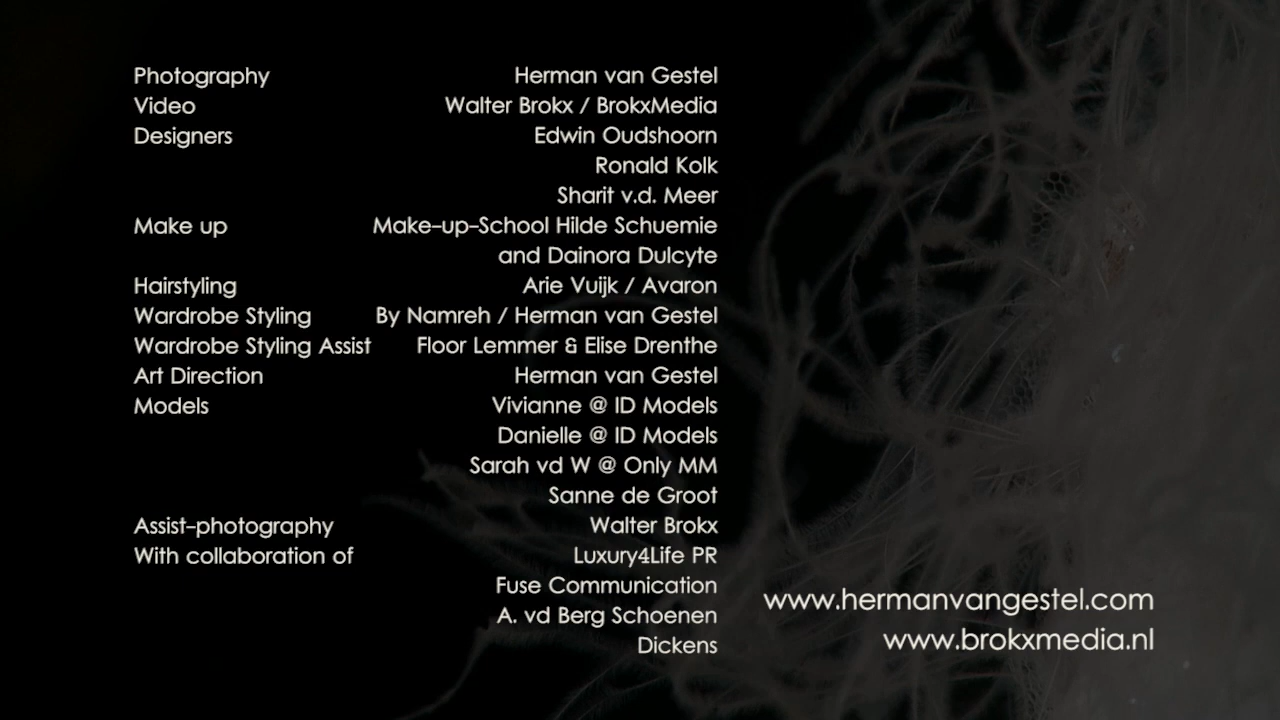 Photography Herman van Gestel
Video Walter Brokx / BrokxMedia
Designers Edwin Oudshoorn
Ronald Kolk
Sharit v.d. Meer
Make up Make-up-School Hilde Schuemie
and Dainora Dulcyte
Hairstyling Arie Vuijk / Avaron
Wardrobe Styling By Namreh / Herman van Gestel
Wardrobe Styling Assist Floor Lemmer & Elise Drenthe
Art Direction Herman van Gestel
Models Vivianne @ ID Models
Danielle @ ID Models
Sarah vd W @ Only MM
Sanne de Groot
Assist-photography Walter Brokx
With collaboration of Luxury4Life PR
Fuse Communication
A. vd Berg Schoenen
Dickens
www.hermanvangestel.com
www.brokxmedia.nl